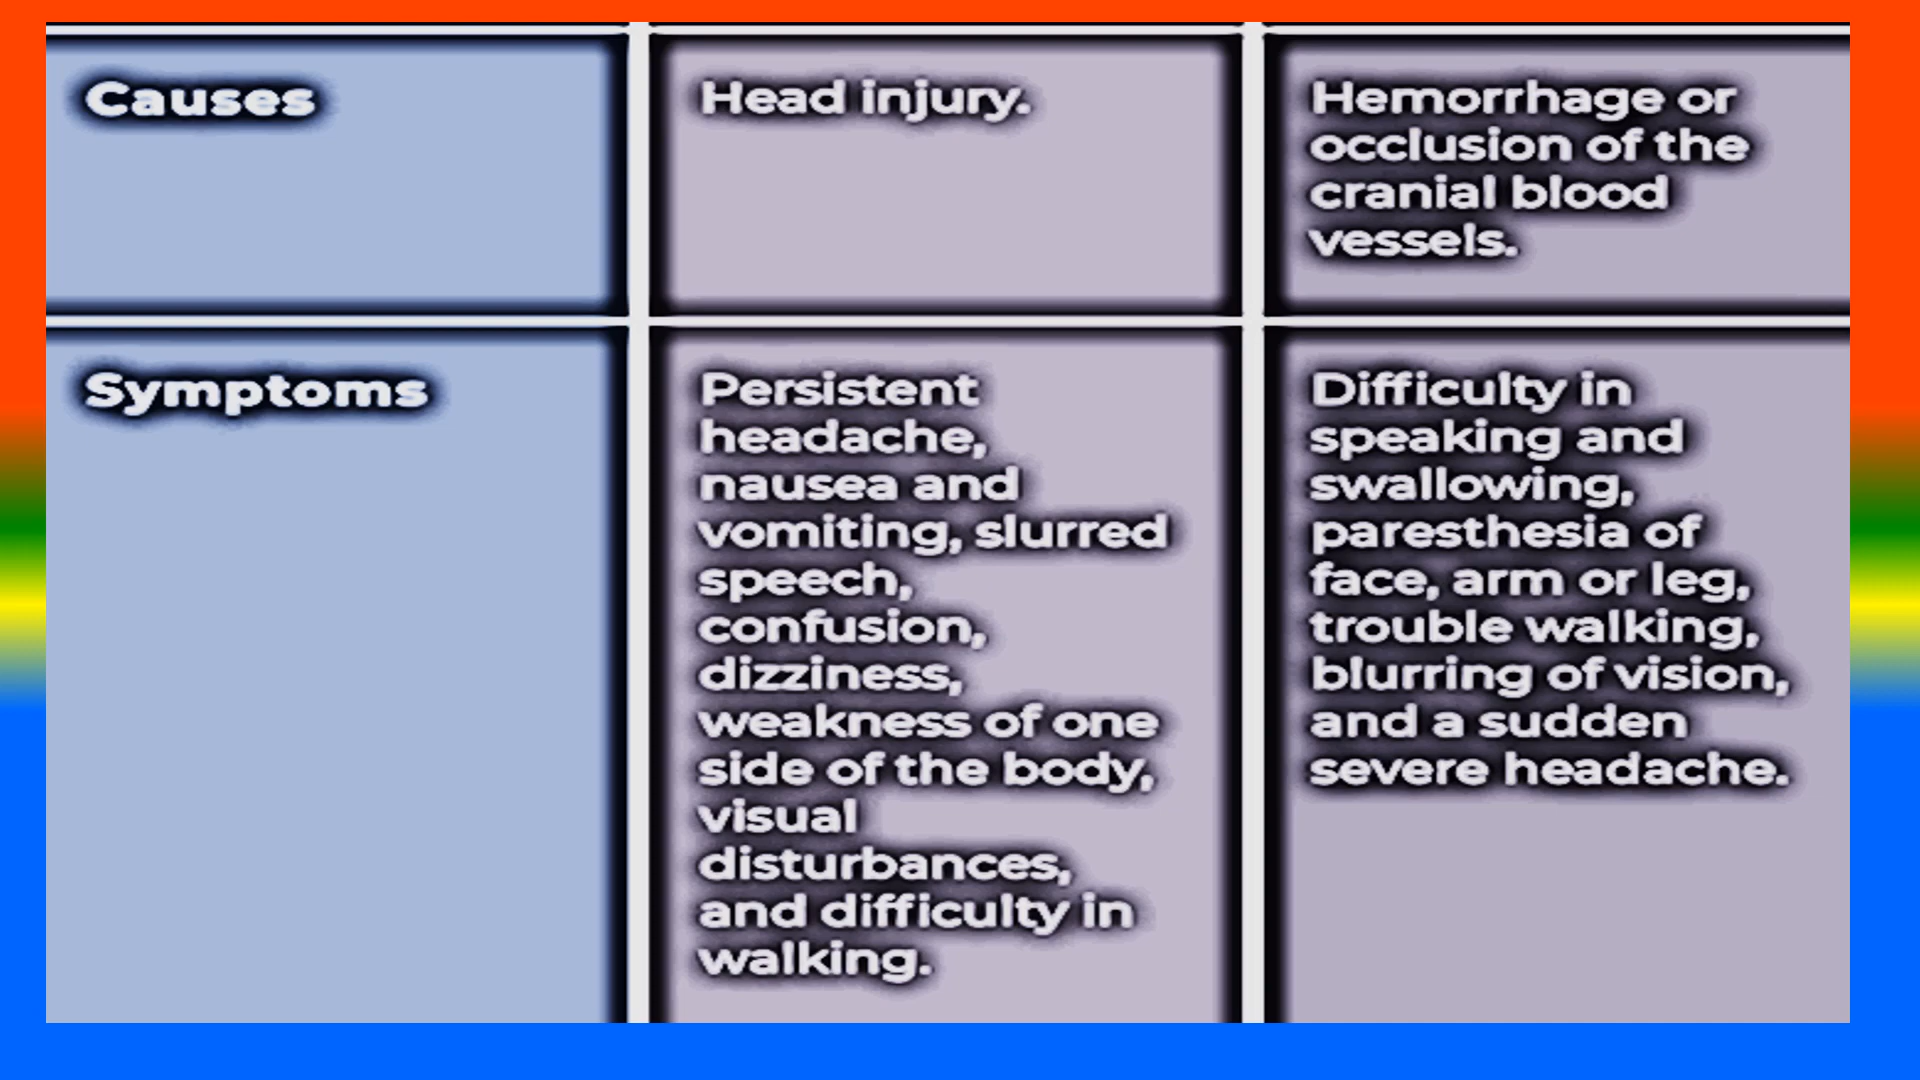 Causes
Head injury.
Hemorrhage or
occlusion of the
cranial blood
vessels.
Symptoms
Persistent
headache,
nausea and
vomiting, slurred
speech,
confusion,
dizziness,
weakness of one
side of the body,
visual
disturbances,
and difficulty in
walking.
Difficulty in
speaking and
swallowing,
paresthesia of
face, arm or leg,
trouble walking,
blurring of vision,
and a sudden
severe headache.